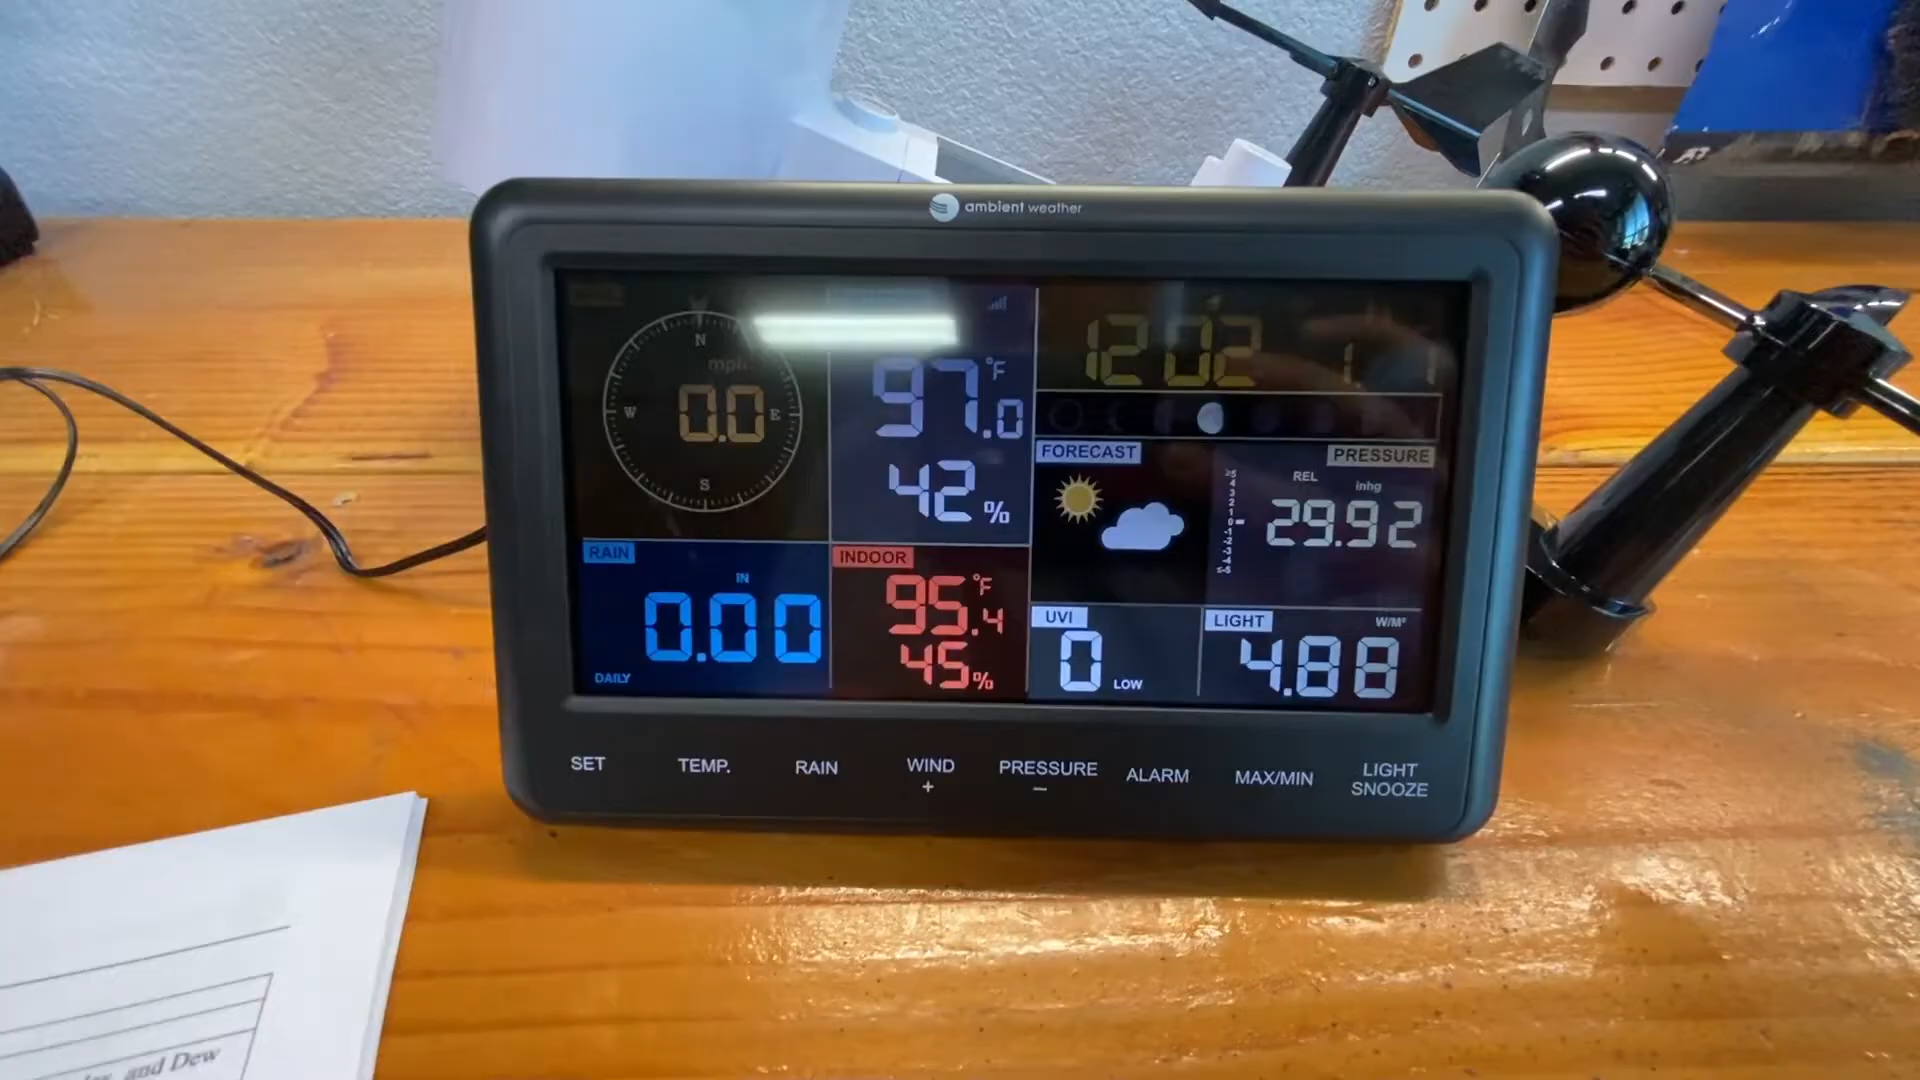 ambient weather
N
mph
W 0.0 E
S
97.0 °F
42 %
12:02 1 1
FORECAST
PRESSURE
REL inhg
29.92
RAIN
IN
0.00
DAILY
INDOOR
95.4 °F
45 %
UVI
0 LOW
LIGHT W/M²
4.88
SET TEMP. RAIN WIND PRESSURE ALARM MAX/MIN LIGHT
+ − SNOOZE
and Dew